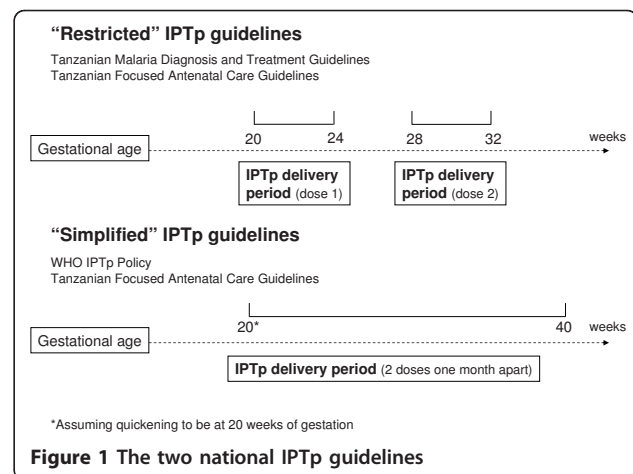 “Restricted” IPTp guidelines
Tanzanian Malaria Diagnosis and Treatment Guidelines
Tanzanian Focused Antenatal Care Guidelines
20 24 28 32 weeks
Gestational age
IPTp delivery period (dose 1)
IPTp delivery period (dose 2)
“Simplified” IPTp guidelines
WHO IPTp Policy
Tanzanian Focused Antenatal Care Guidelines
20* 40 weeks
Gestational age
IPTp delivery period (2 doses one month apart)
*Assuming quickening to be at 20 weeks of gestation
Figure 1 The two national IPTp guidelines